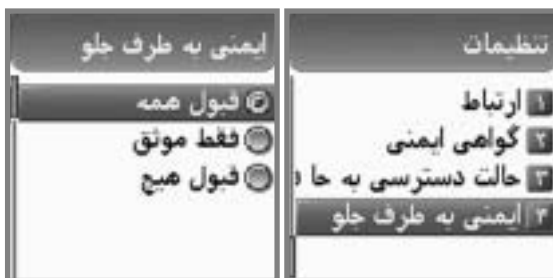 تنظیمات
۱ ارتباط
۲ گواهی ایمنی
۳ حالت دسترسی به حا
۴ ایمنی به طرف جلو
ایمنی به طرف جلو
قبول همه
فقط موثق
قبول هیچ